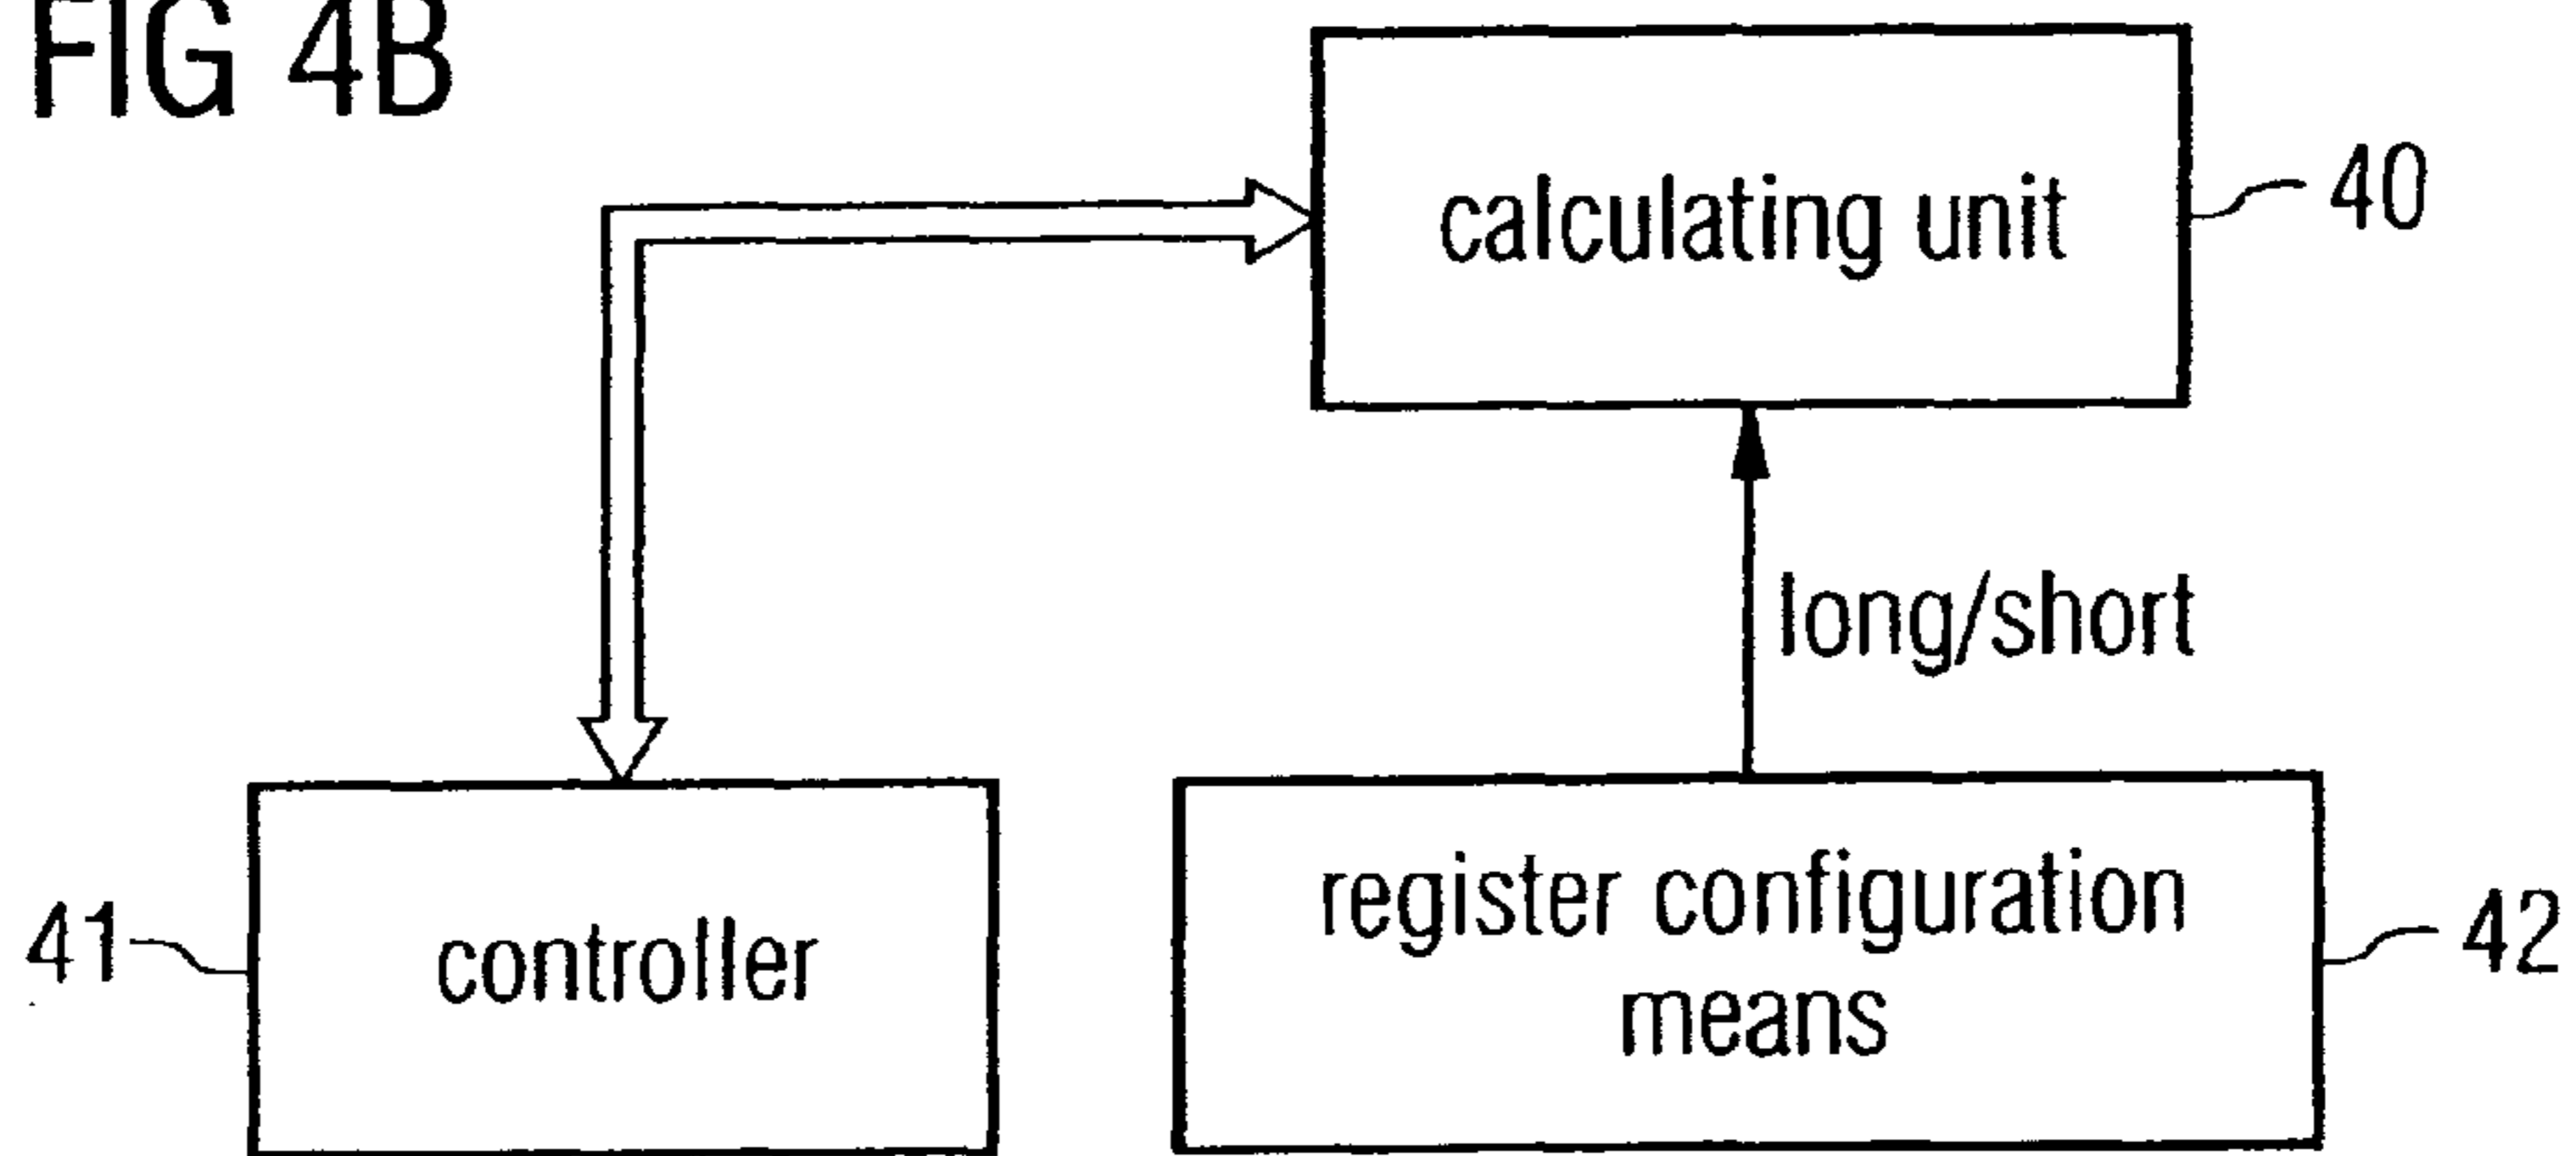 FIG 4B
calculating unit
40
long/short
41
controller
register configuration
means
42